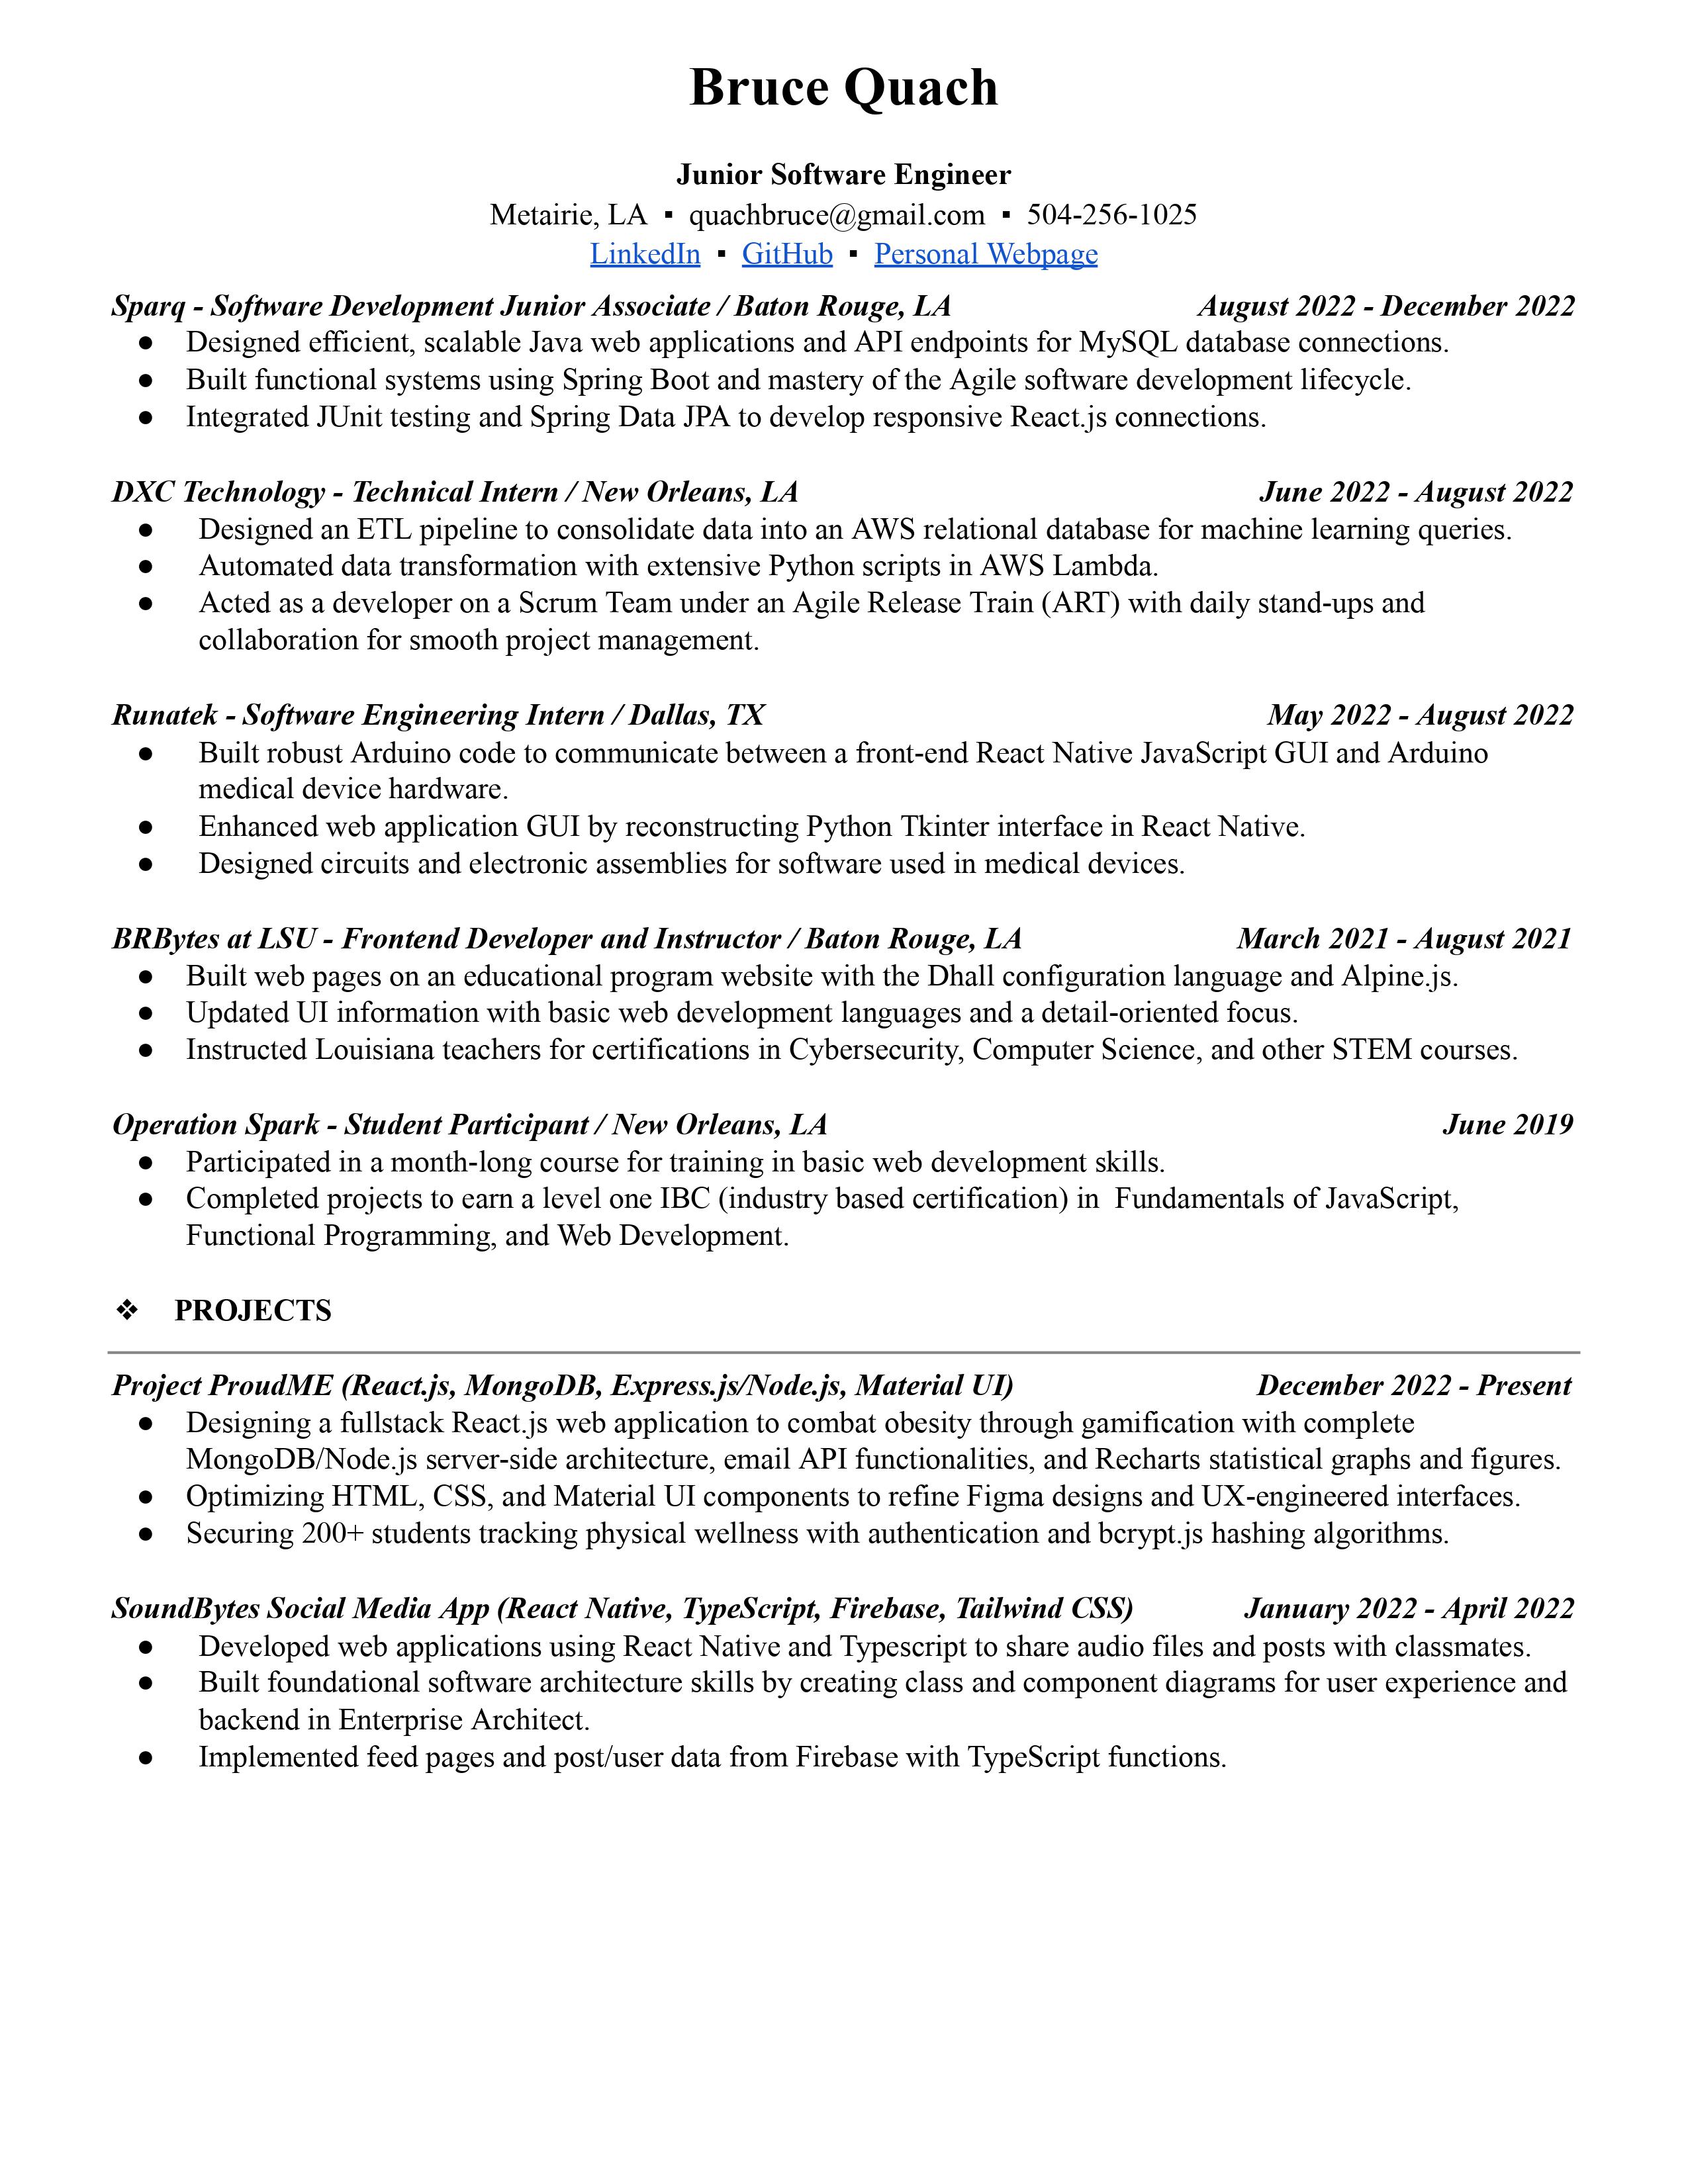 Bruce Quach
Junior Software Engineer
Metairie, LA ▪ quachbruce@gmail.com ▪ 504-256-1025
LinkedIn ▪ GitHub ▪ Personal Webpage
Sparq - Software Development Junior Associate / Baton Rouge, LA August 2022 - December 2022
● Designed efficient, scalable Java web applications and API endpoints for MySQL database connections.
● Built functional systems using Spring Boot and mastery of the Agile software development lifecycle.
● Integrated JUnit testing and Spring Data JPA to develop responsive React.js connections.
DXC Technology - Technical Intern / New Orleans, LA June 2022 - August 2022
● Designed an ETL pipeline to consolidate data into an AWS relational database for machine learning queries.
● Automated data transformation with extensive Python scripts in AWS Lambda.
● Acted as a developer on a Scrum Team under an Agile Release Train (ART) with daily stand-ups and
collaboration for smooth project management.
Runatek - Software Engineering Intern / Dallas, TX May 2022 - August 2022
● Built robust Arduino code to communicate between a front-end React Native JavaScript GUI and Arduino
medical device hardware.
● Enhanced web application GUI by reconstructing Python Tkinter interface in React Native.
● Designed circuits and electronic assemblies for software used in medical devices.
BRBytes at LSU - Frontend Developer and Instructor / Baton Rouge, LA March 2021 - August 2021
● Built web pages on an educational program website with the Dhall configuration language and Alpine.js.
● Updated UI information with basic web development languages and a detail-oriented focus.
● Instructed Louisiana teachers for certifications in Cybersecurity, Computer Science, and other STEM courses.
Operation Spark - Student Participant / New Orleans, LA June 2019
● Participated in a month-long course for training in basic web development skills.
● Completed projects to earn a level one IBC (industry based certification) in Fundamentals of JavaScript,
Functional Programming, and Web Development.
❖ PROJECTS
Project ProudME (React.js, MongoDB, Express.js/Node.js, Material UI) December 2022 - Present
● Designing a fullstack React.js web application to combat obesity through gamification with complete
MongoDB/Node.js server-side architecture, email API functionalities, and Recharts statistical graphs and figures.
● Optimizing HTML, CSS, and Material UI components to refine Figma designs and UX-engineered interfaces.
● Securing 200+ students tracking physical wellness with authentication and bcrypt.js hashing algorithms.
SoundBytes Social Media App (React Native, TypeScript, Firebase, Tailwind CSS) January 2022 - April 2022
● Developed web applications using React Native and Typescript to share audio files and posts with classmates.
● Built foundational software architecture skills by creating class and component diagrams for user experience and
backend in Enterprise Architect.
● Implemented feed pages and post/user data from Firebase with TypeScript functions.